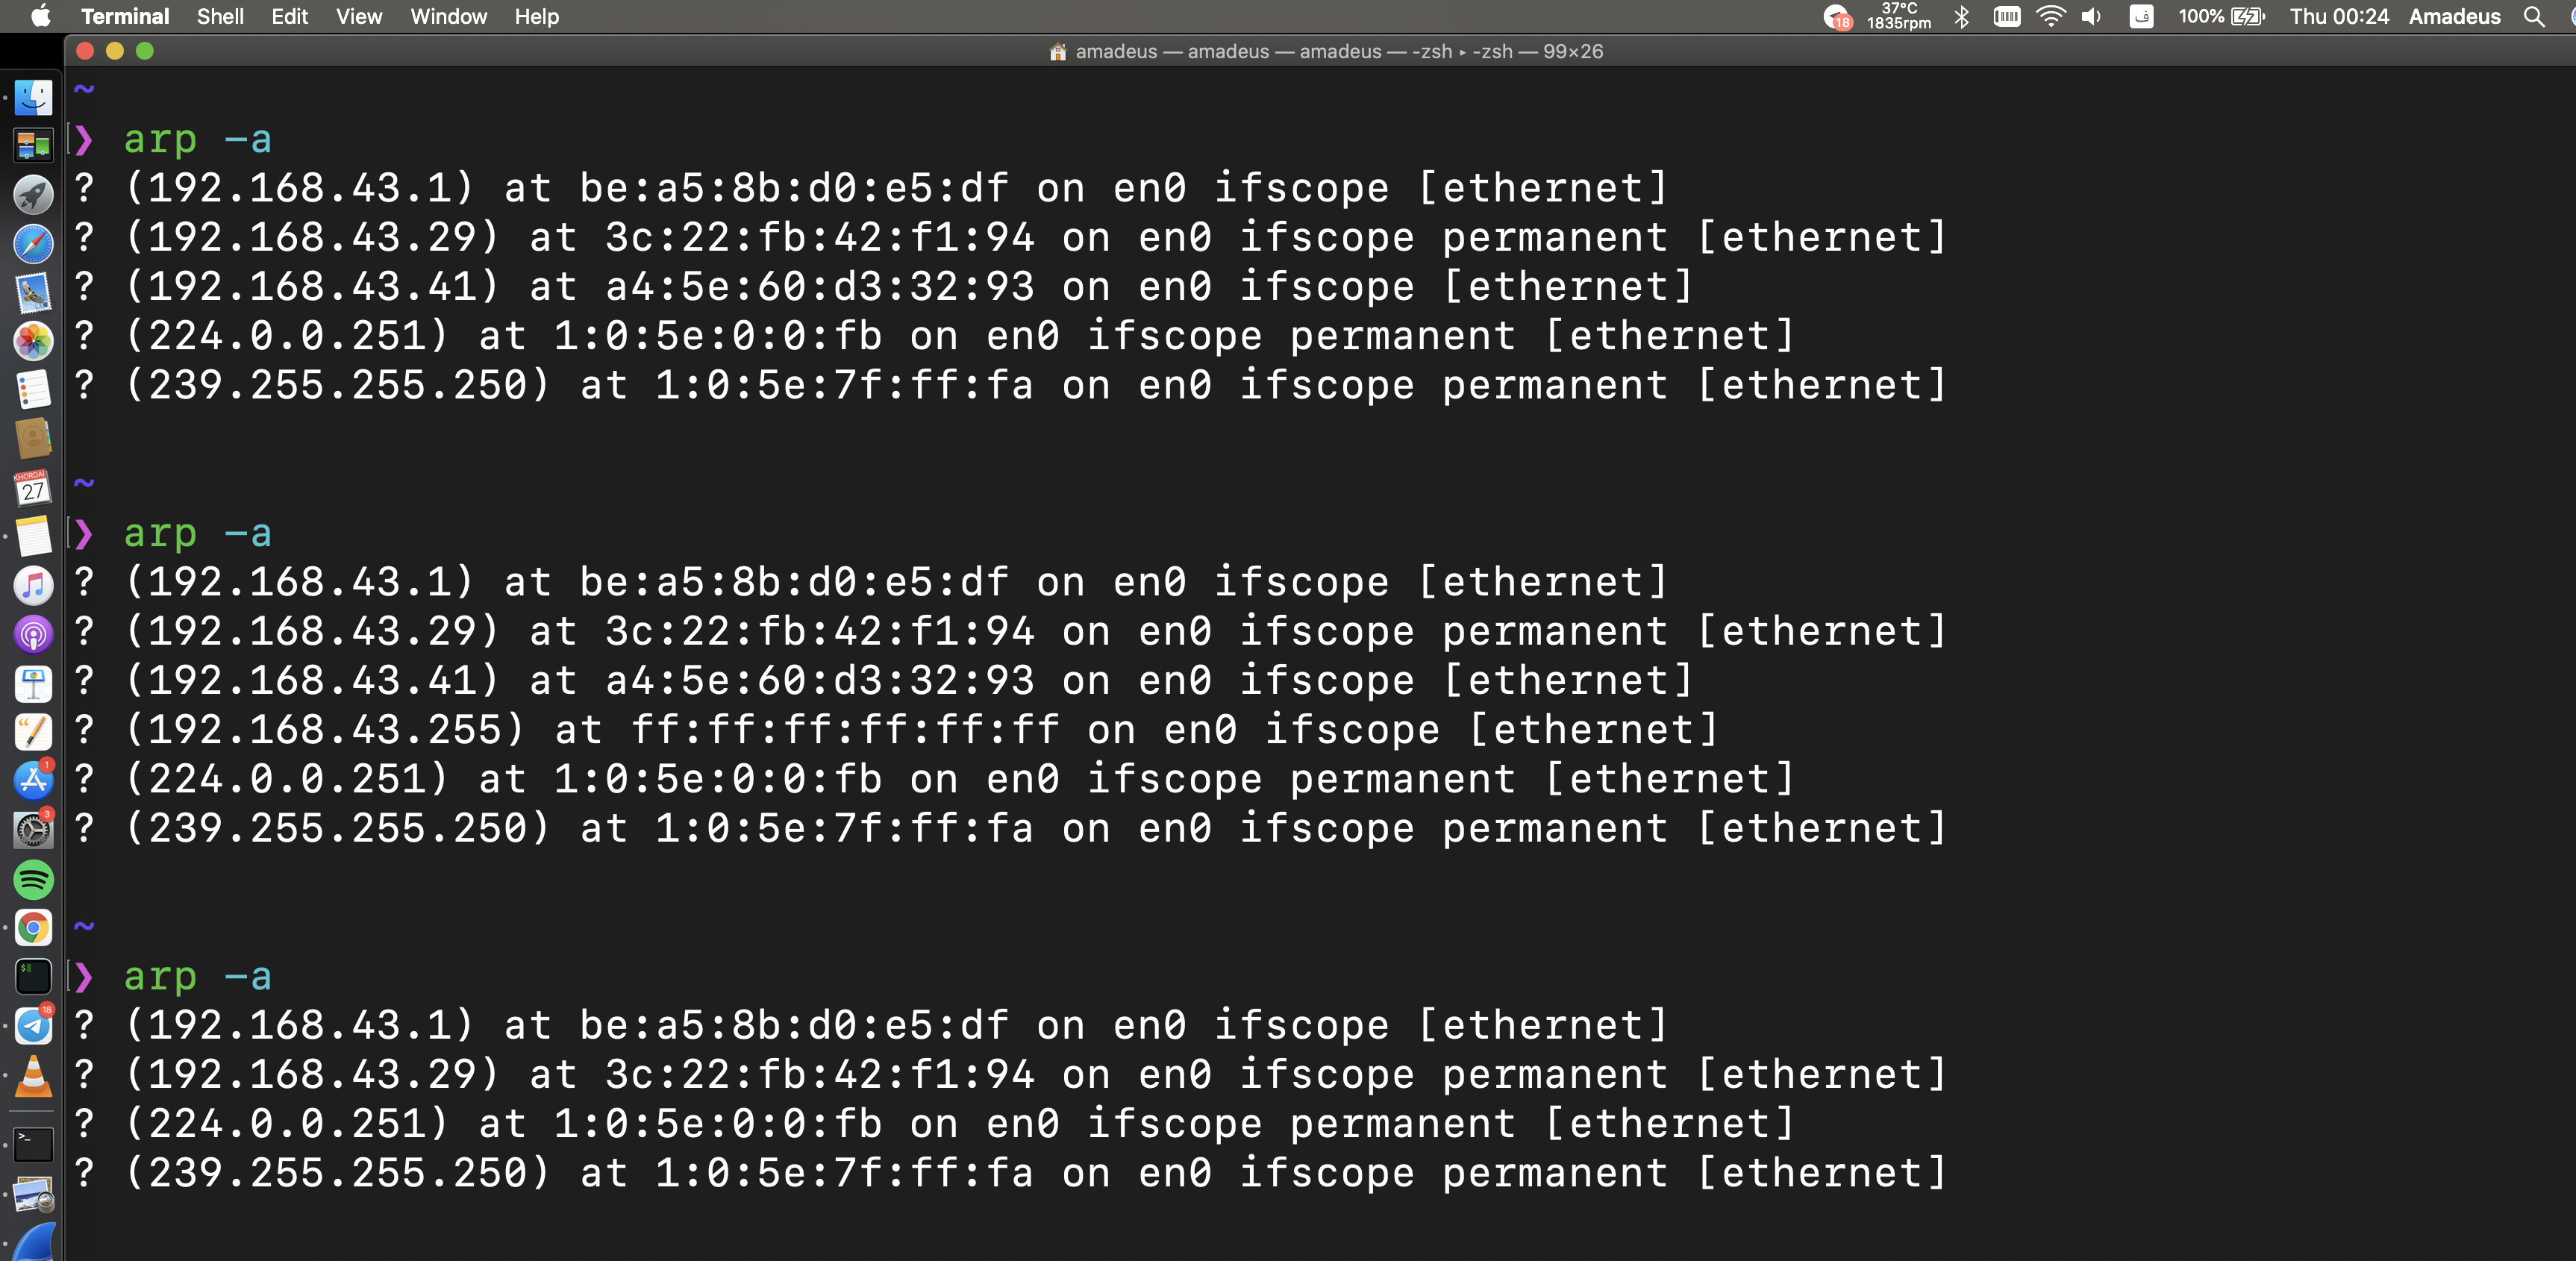 Terminal Shell Edit View Window Help 18 37°C 1835rpm ف 100% Thu 00:24 Amadeus
amadeus — amadeus — amadeus — -zsh ▸ -zsh — 99×26
~
❯ arp -a
? (192.168.43.1) at be:a5:8b:d0:e5:df on en0 ifscope [ethernet]
? (192.168.43.29) at 3c:22:fb:42:f1:94 on en0 ifscope permanent [ethernet]
? (192.168.43.41) at a4:5e:60:d3:32:93 on en0 ifscope [ethernet]
? (224.0.0.251) at 1:0:5e:0:0:fb on en0 ifscope permanent [ethernet]
? (239.255.255.250) at 1:0:5e:7f:ff:fa on en0 ifscope permanent [ethernet]
~
❯ arp -a
? (192.168.43.1) at be:a5:8b:d0:e5:df on en0 ifscope [ethernet]
? (192.168.43.29) at 3c:22:fb:42:f1:94 on en0 ifscope permanent [ethernet]
? (192.168.43.41) at a4:5e:60:d3:32:93 on en0 ifscope [ethernet]
? (192.168.43.255) at ff:ff:ff:ff:ff:ff on en0 ifscope [ethernet]
? (224.0.0.251) at 1:0:5e:0:0:fb on en0 ifscope permanent [ethernet]
? (239.255.255.250) at 1:0:5e:7f:ff:fa on en0 ifscope permanent [ethernet]
~
❯ arp -a
? (192.168.43.1) at be:a5:8b:d0:e5:df on en0 ifscope [ethernet]
? (192.168.43.29) at 3c:22:fb:42:f1:94 on en0 ifscope permanent [ethernet]
? (224.0.0.251) at 1:0:5e:0:0:fb on en0 ifscope permanent [ethernet]
? (239.255.255.250) at 1:0:5e:7f:ff:fa on en0 ifscope permanent [ethernet]
27
1
3
18